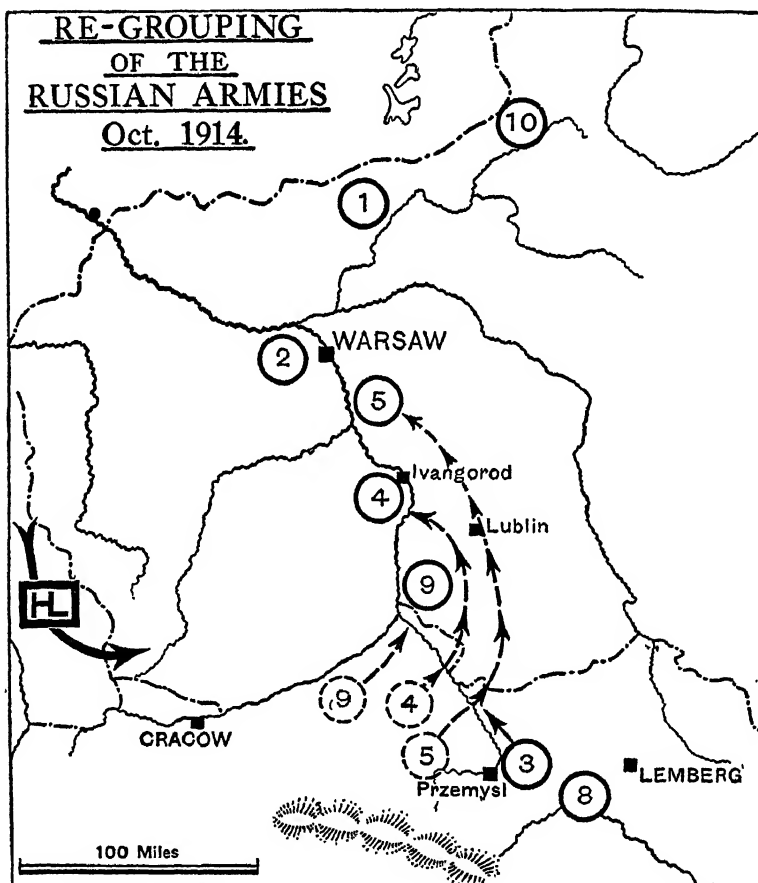 RE-GROUPING
OF THE
RUSSIAN ARMIES
Oct. 1914.
10
1
2
WARSAW
5
Ivangorod
4
Lublin
9
HL
9
4
CRACOW
5
3
Przemysl
LEMBERG
8
100 Miles